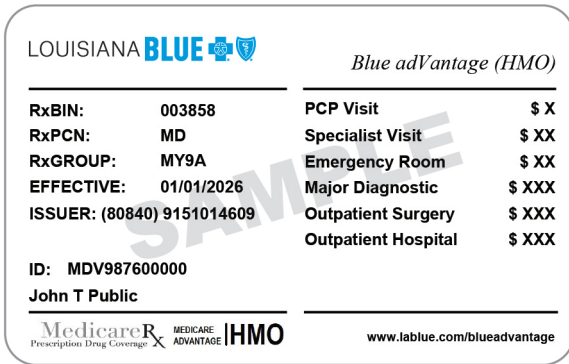 LOUISIANA BLUE
Blue adVantage (HMO)
RxBIN: 003858
RxPCN: MD
RxGROUP: MY9A
EFFECTIVE: 01/01/2026
ISSUER: (80840) 9151014609
ID: MDV987600000
John T Public
PCP Visit $ X
Specialist Visit $ XX
Emergency Room $ XX
Major Diagnostic $ XXX
Outpatient Surgery $ XXX
Outpatient Hospital $ XXX
SAMPLE
MedicareRx
Prescription Drug Coverage
MEDICARE
ADVANTAGE HMO
www.lablue.com/blueadvantage